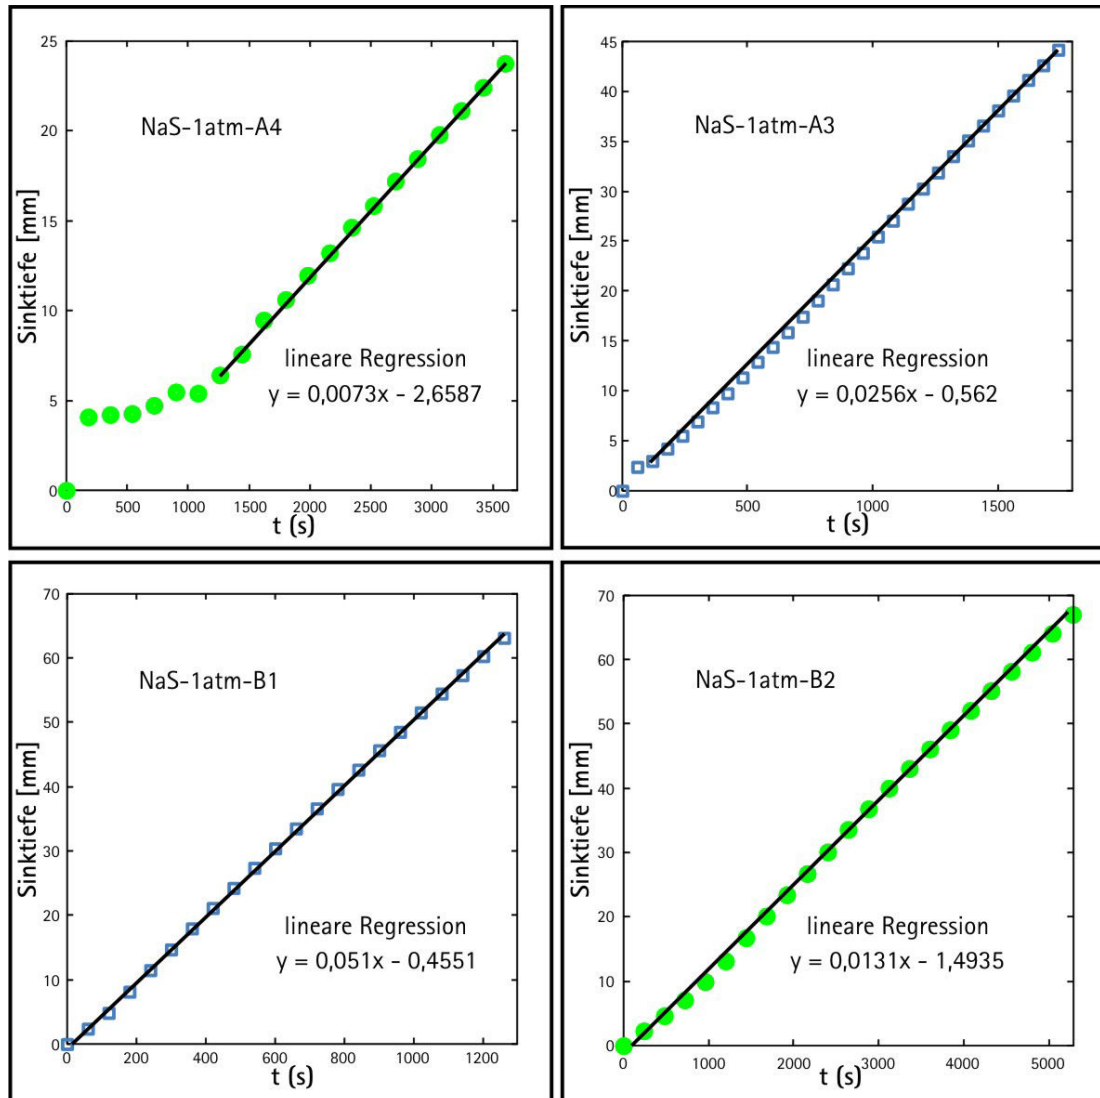 25
20
15
10
5
0
Sinktiefe [mm]
NaS-1atm-A4
lineare Regression
y = 0,0073x - 2,6587
0 500 1000 1500 2000 2500 3000 3500
t (s)
45
40
35
30
25
20
15
10
5
0
Sinktiefe [mm]
NaS-1atm-A3
lineare Regression
y = 0,0256x - 0,562
0 500 1000 1500
t (s)
70
60
50
40
30
20
10
0
Sinktiefe [mm]
NaS-1atm-B1
lineare Regression
y = 0,051x - 0,4551
0 200 400 600 800 1000 1200
t (s)
70
60
50
40
30
20
10
0
Sinktiefe [mm]
NaS-1atm-B2
lineare Regression
y = 0,0131x - 1,4935
0 1000 2000 3000 4000 5000
t (s)